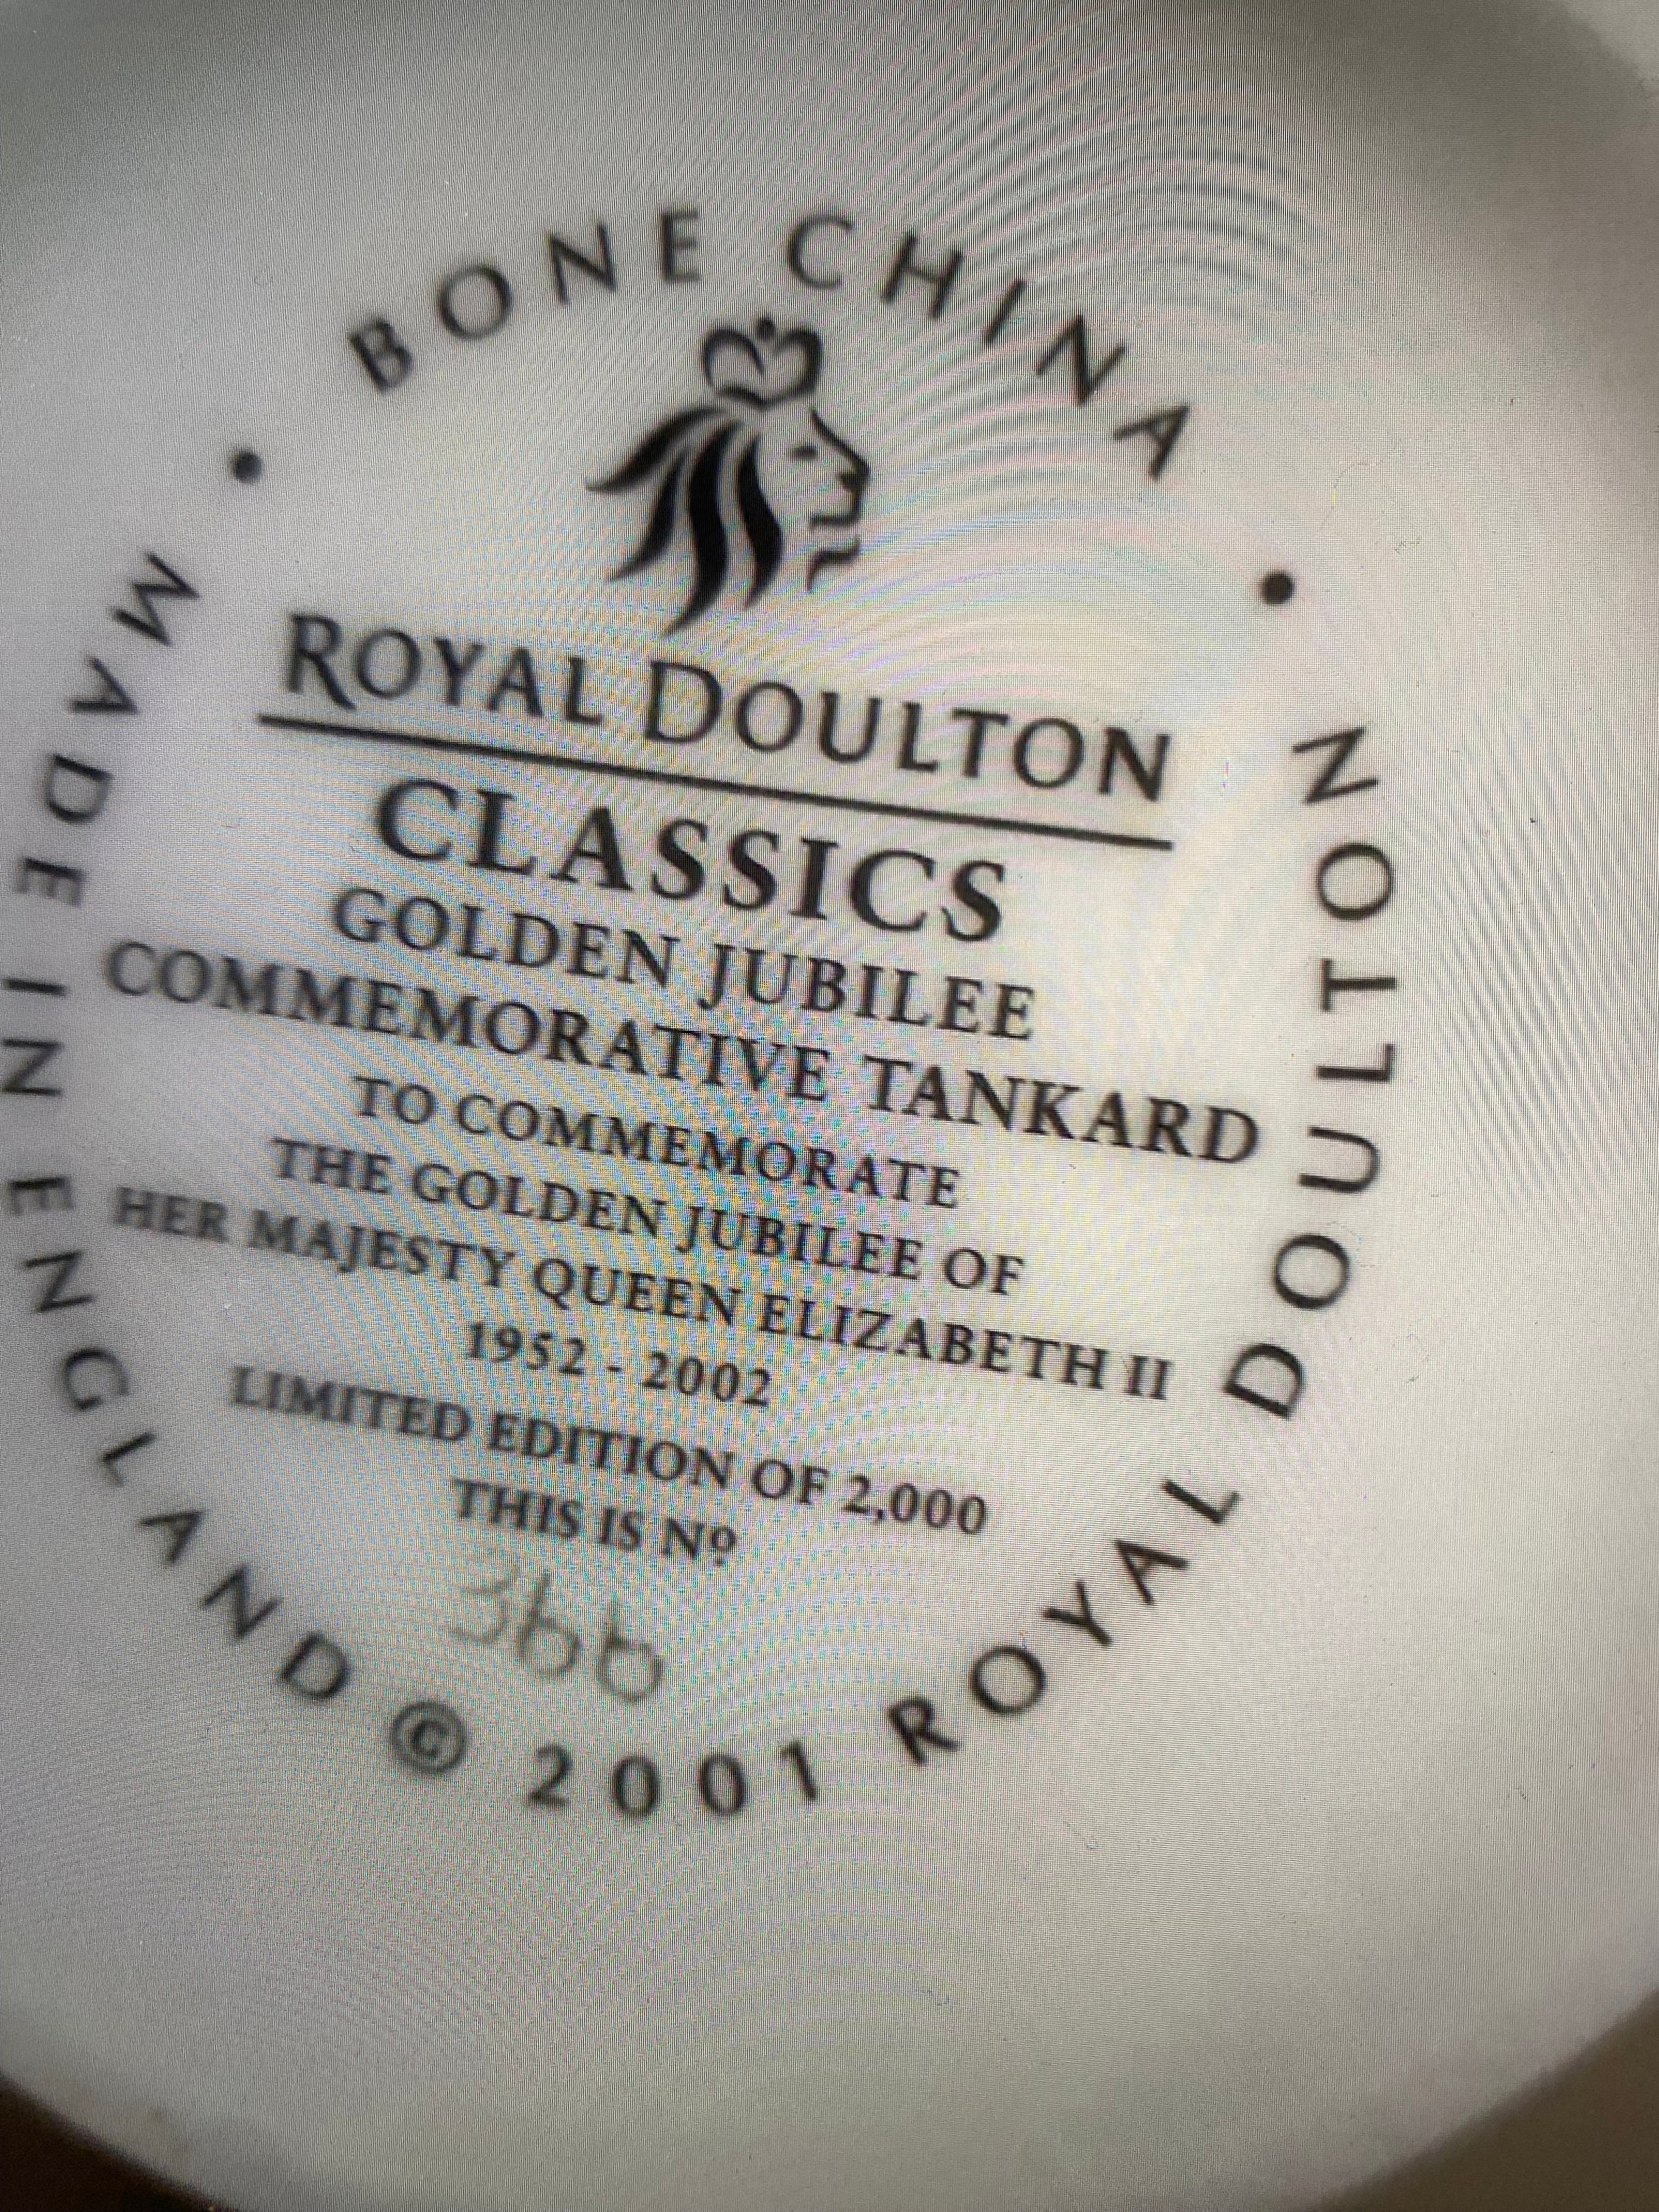 • BONE CHINA •
ROYAL DOULTON
CLASSICS
GOLDEN JUBILEE
COMMEMORATIVE TANKARD
TO COMMEMORATE
THE GOLDEN JUBILEE OF
HER MAJESTY QUEEN ELIZABETH II
1952 - 2002
LIMITED EDITION OF 2,000
THIS IS Nº
366
MADE IN ENGLAND © 2001 ROYAL DOULTON